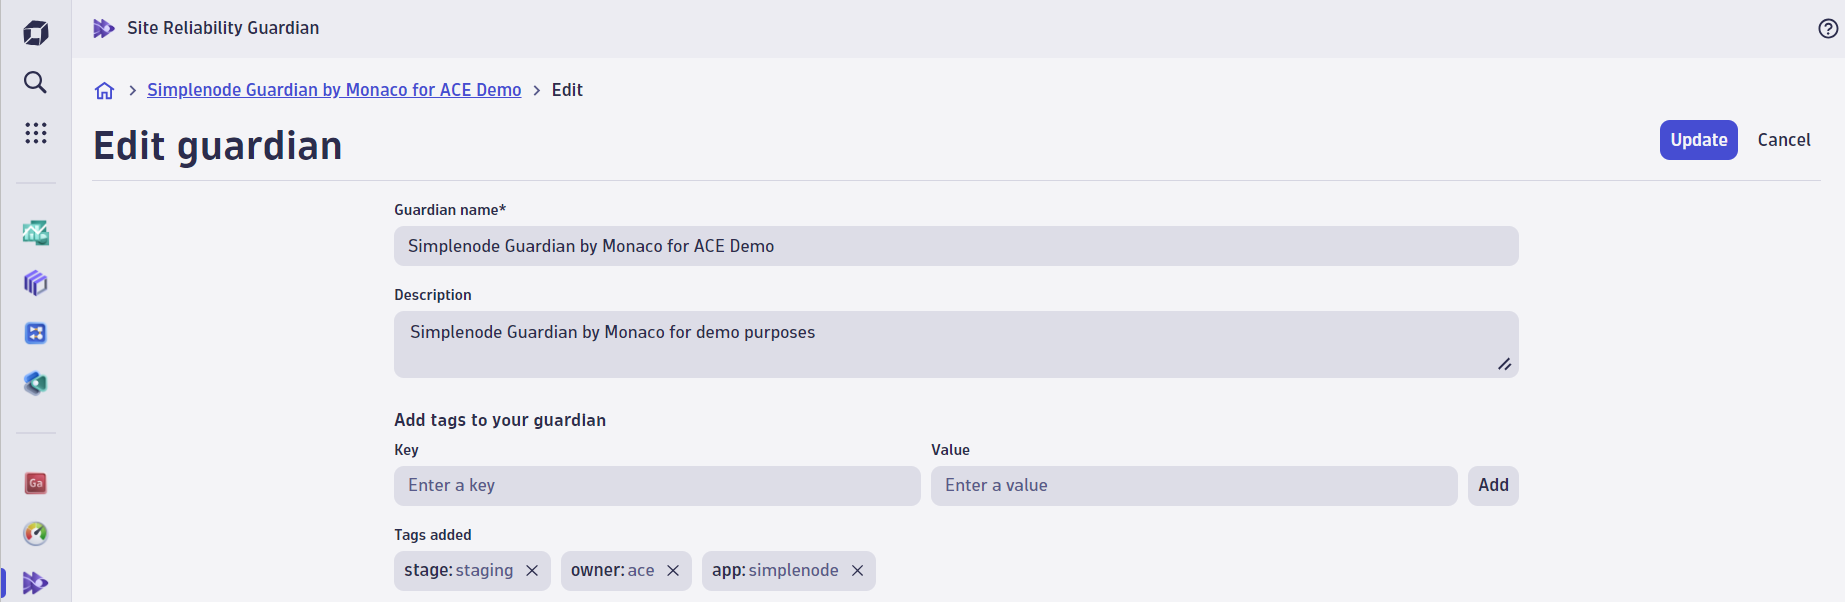 Site Reliability Guardian
Simplenode Guardian by Monaco for ACE Demo > Edit
Edit guardian
Update Cancel
Guardian name*
Simplenode Guardian by Monaco for ACE Demo
Description
Simplenode Guardian by Monaco for demo purposes
Add tags to your guardian
Key Value
Enter a key Enter a value Add
Tags added
stage: staging owner: ace app: simplenode
Ga